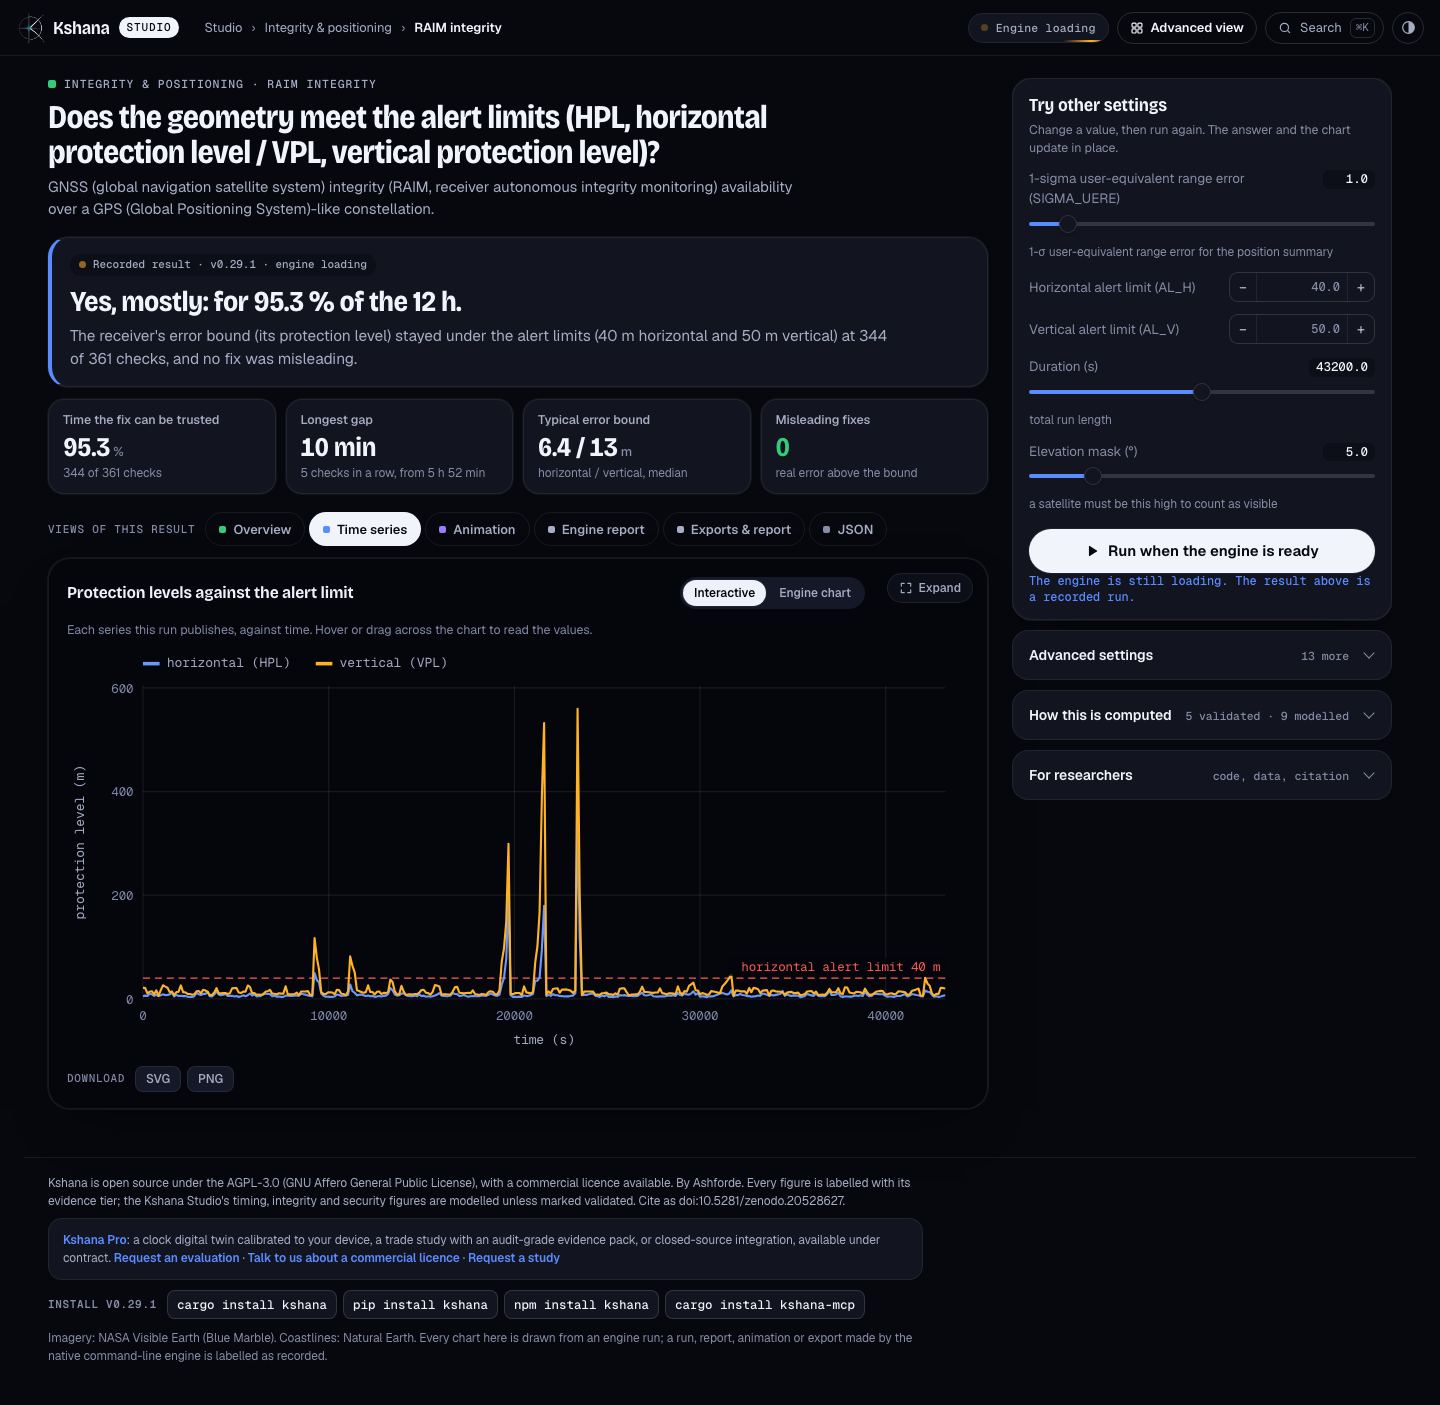 Kshana STUDIO Studio › Integrity & positioning › RAIM integrity Engine loading Advanced view Search ⌘K
INTEGRITY & POSITIONING · RAIM INTEGRITY
Does the geometry meet the alert limits (HPL, horizontal
protection level / VPL, vertical protection level)?
GNSS (global navigation satellite system) integrity (RAIM, receiver autonomous integrity monitoring) availability
over a GPS (Global Positioning System)-like constellation.
Recorded result · v0.29.1 · engine loading
Yes, mostly: for 95.3 % of the 12 h.
The receiver's error bound (its protection level) stayed under the alert limits (40 m horizontal and 50 m vertical) at 344
of 361 checks, and no fix was misleading.
Time the fix can be trusted
95.3 %
344 of 361 checks
Longest gap
10 min
5 checks in a row, from 5 h 52 min
Typical error bound
6.4 / 13 m
horizontal / vertical, median
Misleading fixes
0
real error above the bound
VIEWS OF THIS RESULT Overview Time series Animation Engine report Exports & report JSON
Protection levels against the alert limit Interactive Engine chart Expand
Each series this run publishes, against time. Hover or drag across the chart to read the values.
horizontal (HPL) vertical (VPL)
protection level (m)
600
400
200
0
horizontal alert limit 40 m
0 10000 20000 30000 40000
time (s)
DOWNLOAD SVG PNG
Try other settings
Change a value, then run again. The answer and the chart
update in place.
1-sigma user-equivalent range error
(SIGMA_UERE)
1.0
1-σ user-equivalent range error for the position summary
Horizontal alert limit (AL_H) − 40.0 +
Vertical alert limit (AL_V) − 50.0 +
Duration (s) 43200.0
total run length
Elevation mask (°) 5.0
a satellite must be this high to count as visible
Run when the engine is ready
The engine is still loading. The result above is
a recorded run.
Advanced settings 13 more
How this is computed 5 validated · 9 modelled
For researchers code, data, citation
Kshana is open source under the AGPL-3.0 (GNU Affero General Public License), with a commercial licence available. By Ashforde. Every figure is labelled with its
evidence tier; the Kshana Studio's timing, integrity and security figures are modelled unless marked validated. Cite as doi:10.5281/zenodo.20528627.
Kshana Pro: a clock digital twin calibrated to your device, a trade study with an audit-grade evidence pack, or closed-source integration, available under
contract. Request an evaluation · Talk to us about a commercial licence · Request a study
INSTALL V0.29.1 cargo install kshana pip install kshana npm install kshana cargo install kshana-mcp
Imagery: NASA Visible Earth (Blue Marble). Coastlines: Natural Earth. Every chart here is drawn from an engine run; a run, report, animation or export made by the
native command-line engine is labelled as recorded.